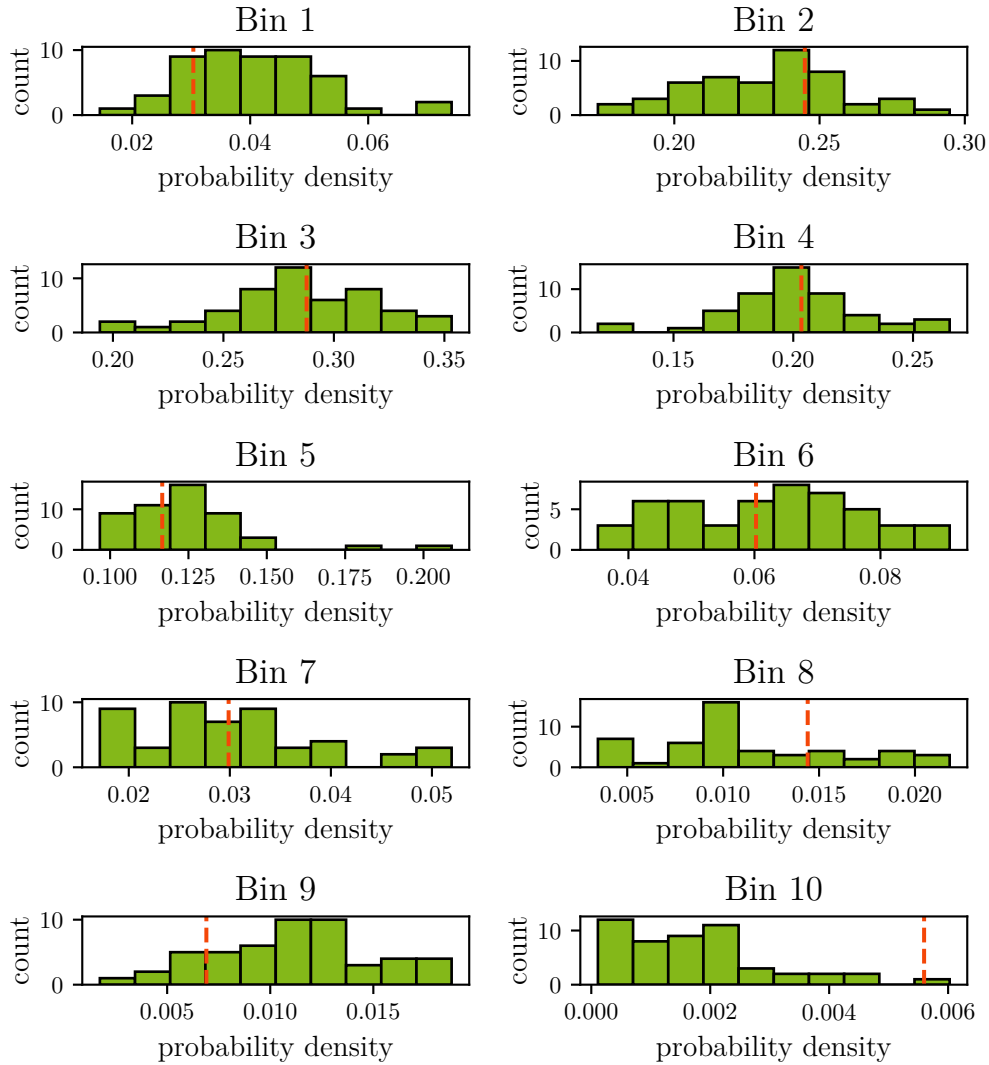 Bin 1
count
10
0
0.02 0.04 0.06
probability density
Bin 2
count
10
0
0.20 0.25 0.30
probability density
Bin 3
count
10
0
0.20 0.25 0.30 0.35
probability density
Bin 4
count
10
0
0.15 0.20 0.25
probability density
Bin 5
count
10
0
0.100 0.125 0.150 0.175 0.200
probability density
Bin 6
count
5
0
0.04 0.06 0.08
probability density
Bin 7
count
10
0
0.02 0.03 0.04 0.05
probability density
Bin 8
count
10
0
0.005 0.010 0.015 0.020
probability density
Bin 9
count
10
0
0.005 0.010 0.015
probability density
Bin 10
count
10
0
0.000 0.002 0.004 0.006
probability density